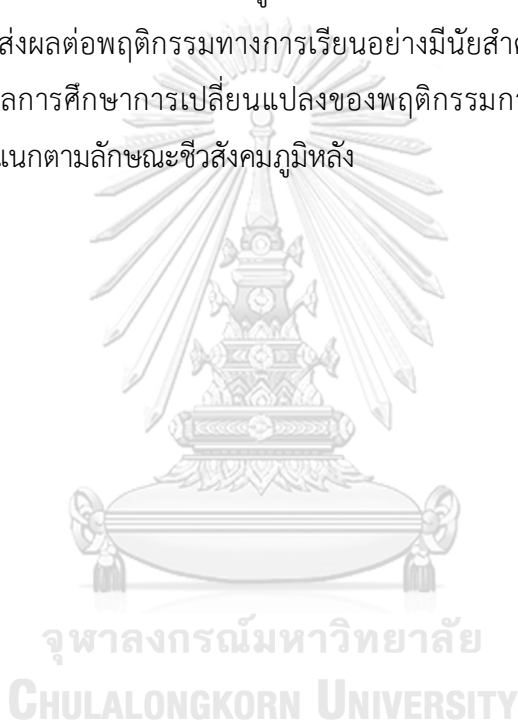 ส่งผลต่อพฤติกรรมทางการเรียนอย่างมีนัยสำค
ลการศึกษาการเปลี่ยนแปลงของพฤติกรรมกา
แนกตามลักษณะชีวสังคมภูมิหลัง
จุฬาลงกรณ์มหาวิทยาลัย
CHULALONGKORN UNIVERSITY